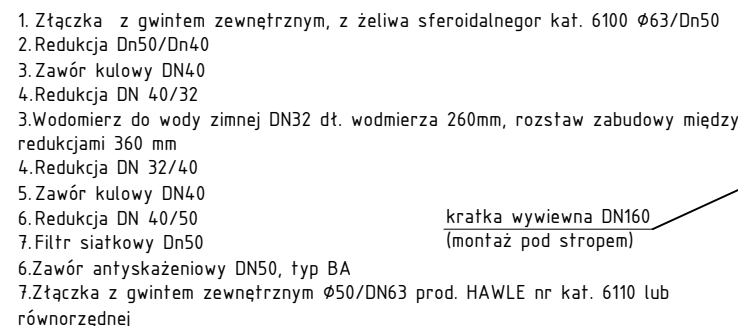 1. Złączka z gwintem zewnętrznym, z żeliwa sferoidalnegor kat. 6100 Ø63/Dn50
2.Redukcja Dn50/Dn40
3. Zawór kulowy DN40
4.Redukcja DN 40/32
3.Wodomierz do wody zimnej DN32 dł. wodmierza 260mm, rozstaw zabudowy między
redukcjami 360 mm
4.Redukcja DN 32/40
5. Zawór kulowy DN40
6.Redukcja DN 40/50
kratka wywiewna DN160
7.Filtr siatkowy Dn50
(montaż pod stropem)
6.Zawór antyskażeniowy DN50, typ BA
7.Złączka z gwintem zewnętrznym Ø50/DN63 prod. HAWLE nr kat. 6110 lub
równorzędnej